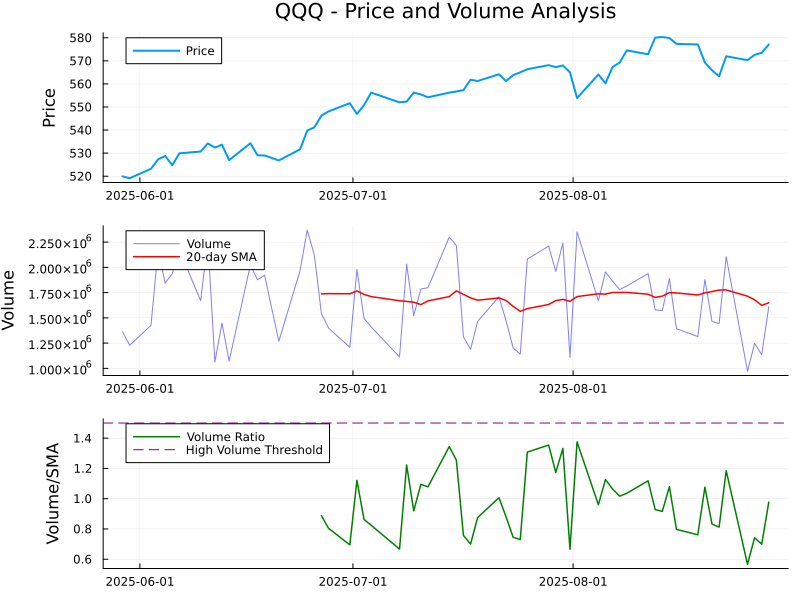 QQQ - Price and Volume Analysis
Price
580
570
560
550
540
530
520
Price
2025-06-01 2025-07-01 2025-08-01
Volume
2.250×10⁶
2.000×10⁶
1.750×10⁶
1.500×10⁶
1.250×10⁶
1.000×10⁶
Volume
20-day SMA
2025-06-01 2025-07-01 2025-08-01
Volume/SMA
1.4
1.2
1.0
0.8
0.6
Volume Ratio
High Volume Threshold
2025-06-01 2025-07-01 2025-08-01